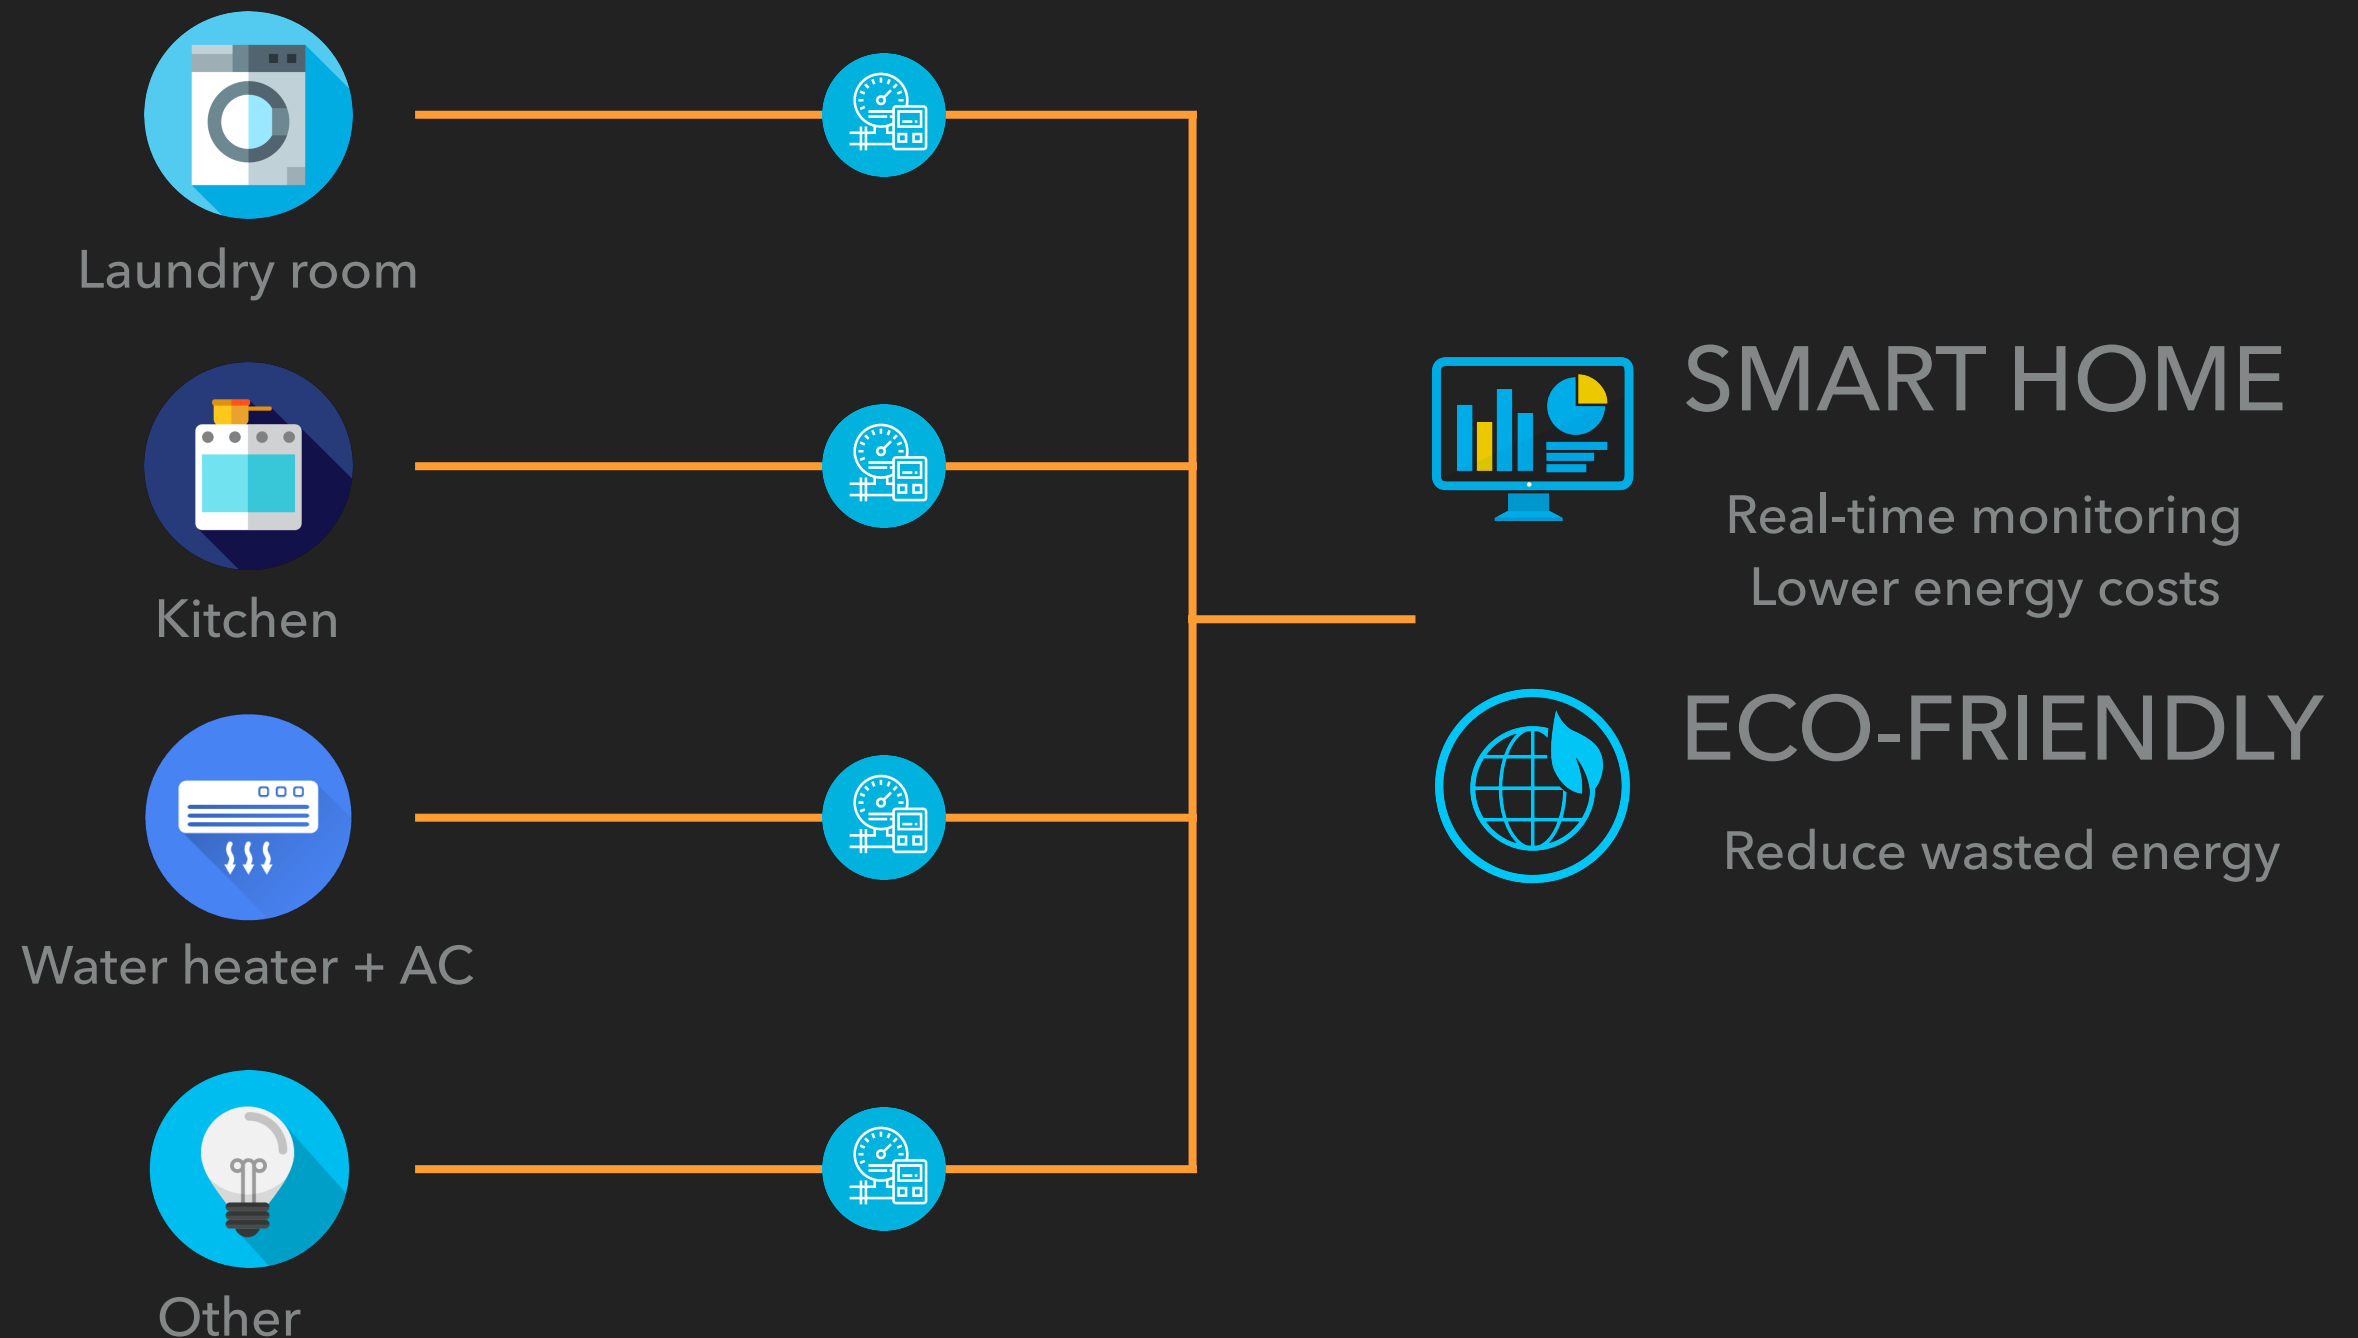 Laundry room
Kitchen
Water heater + AC
Other
SMART HOME
Real-time monitoring
Lower energy costs
ECO-FRIENDLY
Reduce wasted energy